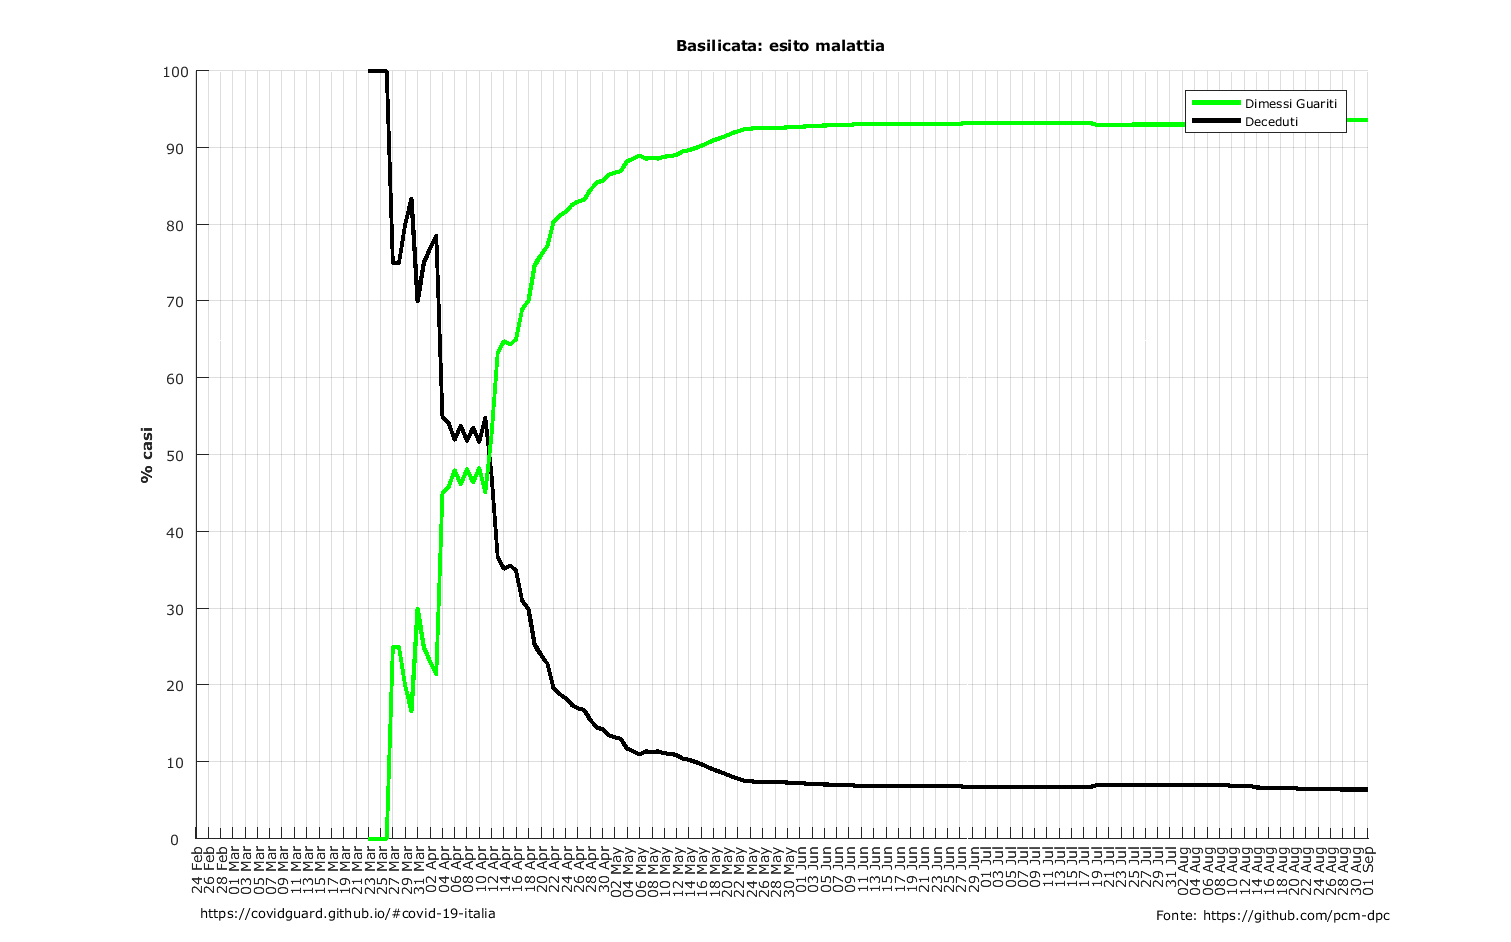 Basilicata: esito malattia
Dimessi Guariti
Deceduti
% casi
100
90
80
70
60
50
40
30
20
10
0
24 Feb
26 Feb
28 Feb
01 Mar
03 Mar
05 Mar
07 Mar
09 Mar
11 Mar
13 Mar
15 Mar
17 Mar
19 Mar
21 Mar
23 Mar
25 Mar
27 Mar
29 Mar
31 Mar
02 Apr
04 Apr
06 Apr
08 Apr
10 Apr
12 Apr
14 Apr
16 Apr
18 Apr
20 Apr
22 Apr
24 Apr
26 Apr
28 Apr
30 Apr
02 May
04 May
06 May
08 May
10 May
12 May
14 May
16 May
18 May
20 May
22 May
24 May
26 May
28 May
30 May
01 Jun
03 Jun
05 Jun
07 Jun
09 Jun
11 Jun
13 Jun
15 Jun
17 Jun
19 Jun
21 Jun
23 Jun
25 Jun
27 Jun
29 Jun
01 Jul
03 Jul
05 Jul
07 Jul
09 Jul
11 Jul
13 Jul
15 Jul
17 Jul
19 Jul
21 Jul
23 Jul
25 Jul
27 Jul
29 Jul
31 Jul
02 Aug
04 Aug
06 Aug
08 Aug
10 Aug
12 Aug
14 Aug
16 Aug
18 Aug
20 Aug
22 Aug
24 Aug
26 Aug
28 Aug
30 Aug
01 Sep
https://covidguard.github.io/#covid-19-italia
Fonte: https://github.com/pcm-dpc